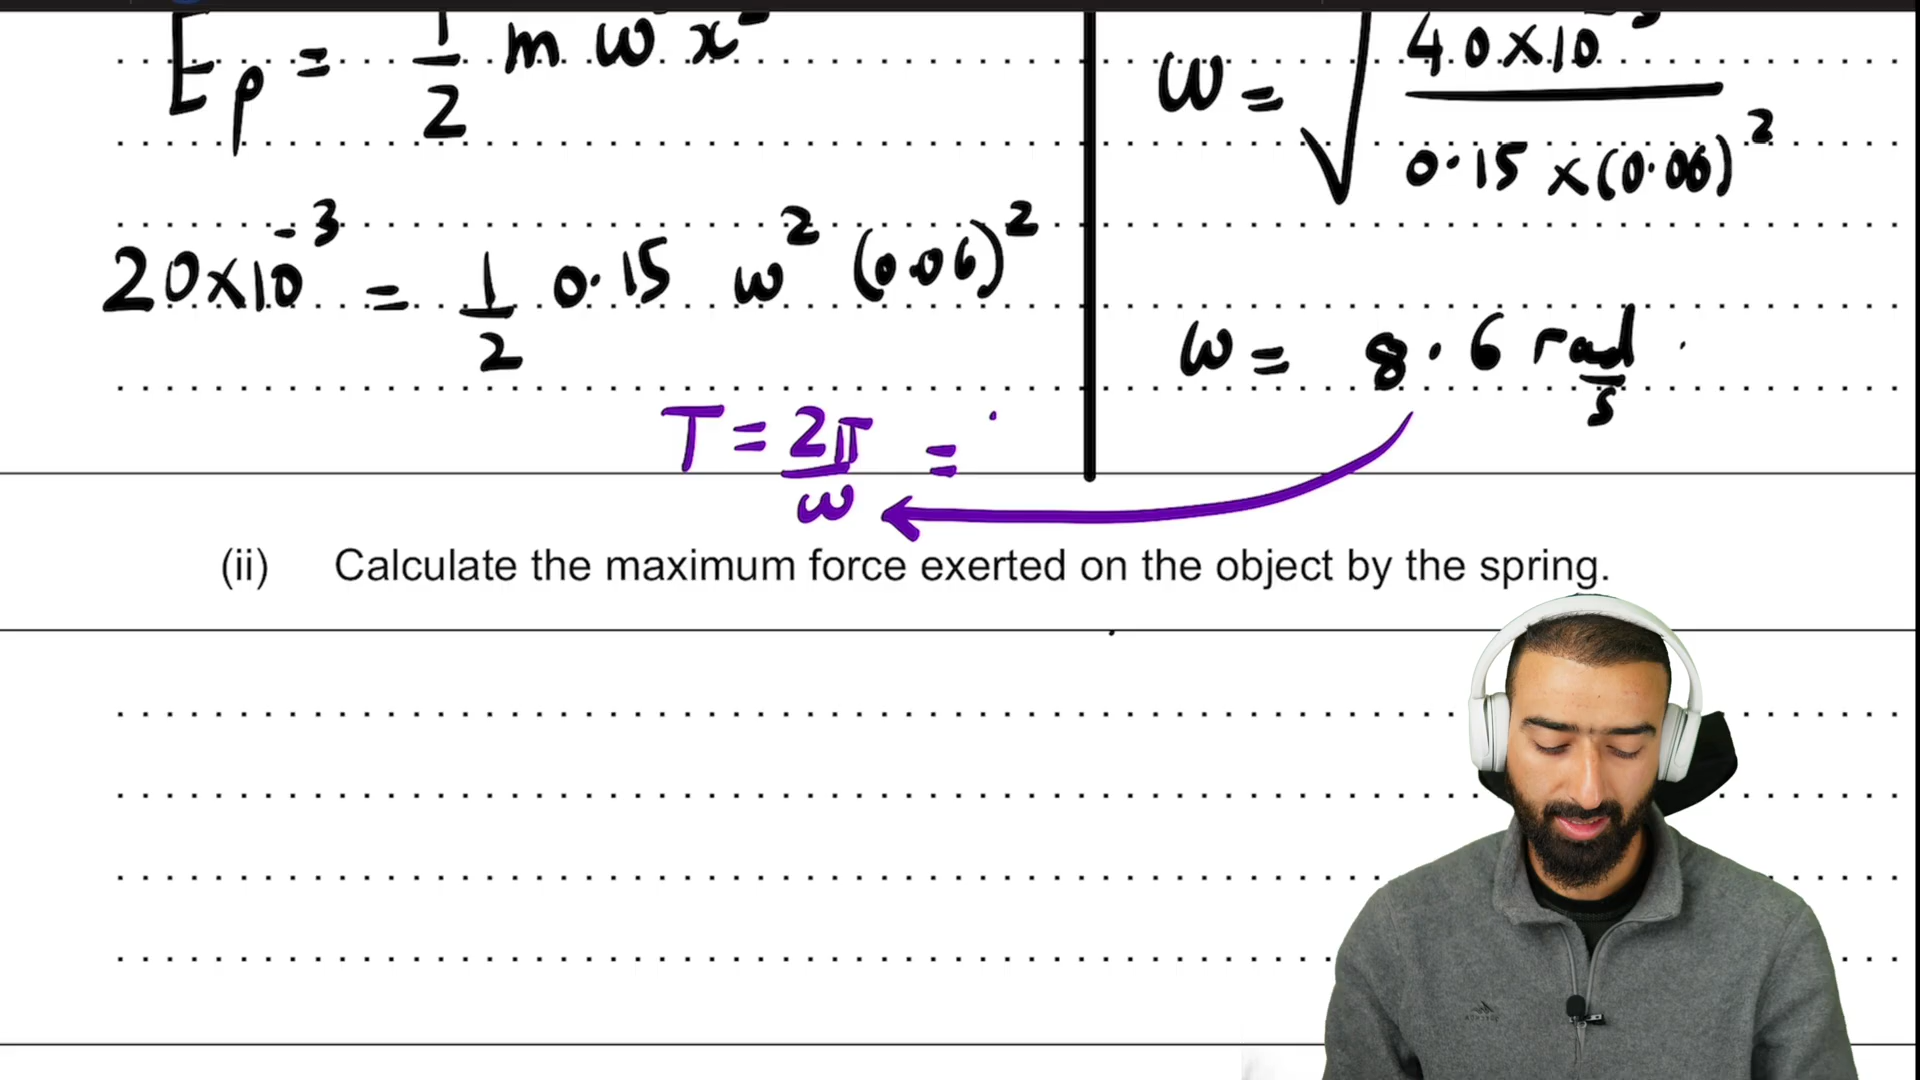 Ep = 1/2 m ω² x²
20×10⁻³ = 1/2 0.15 ω² (0.06)²
T = 2π/ω =
ω = √(40×10⁻³ / 0.15×(0.06)²)
ω = 8.6 rad/s
(ii) Calculate the maximum force exerted on the object by the spring.